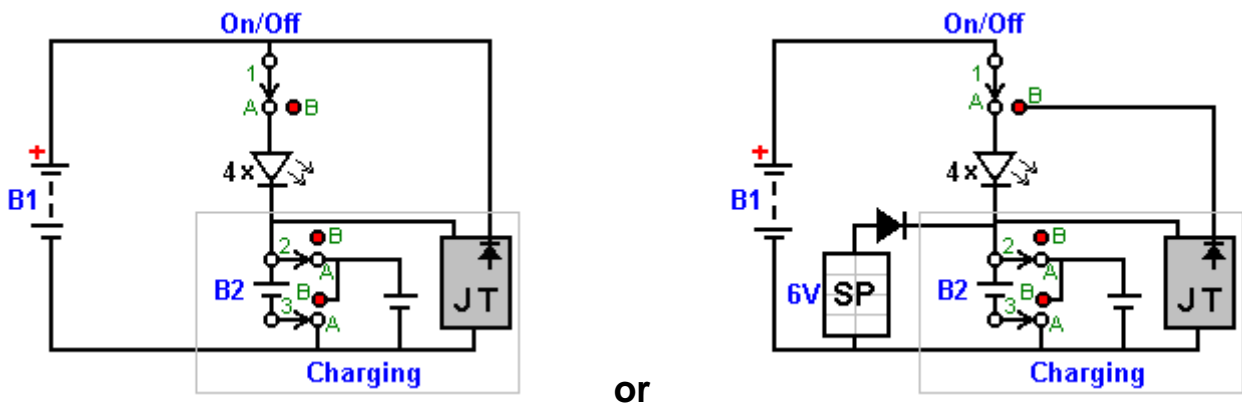 On/Off
1
A B
+
4×
B1
2 B
A
B2 B JT
3 A
Charging
or
On/Off
1
A B
+
4×
B1
2 B
A
6V SP B2 B JT
3 A
Charging